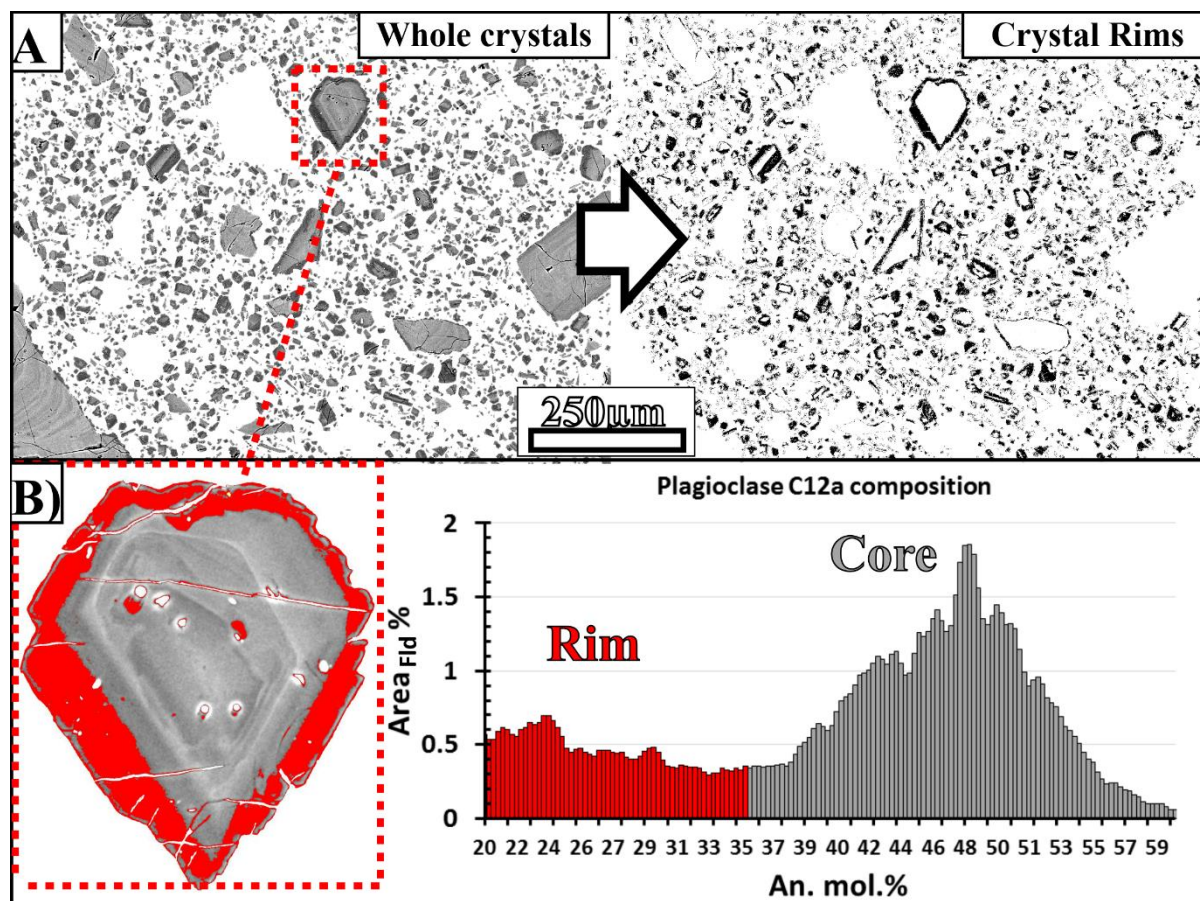 A
Whole crystals
Crystal Rims
250µm
B)
Plagioclase C12a composition
Area Fld %
2
1.5
1
0.5
0
Rim
Core
20 22 24 26 27 29 31 33 35 37 38 40 42 44 46 48 50 51 53 55 57 59
An. mol.%